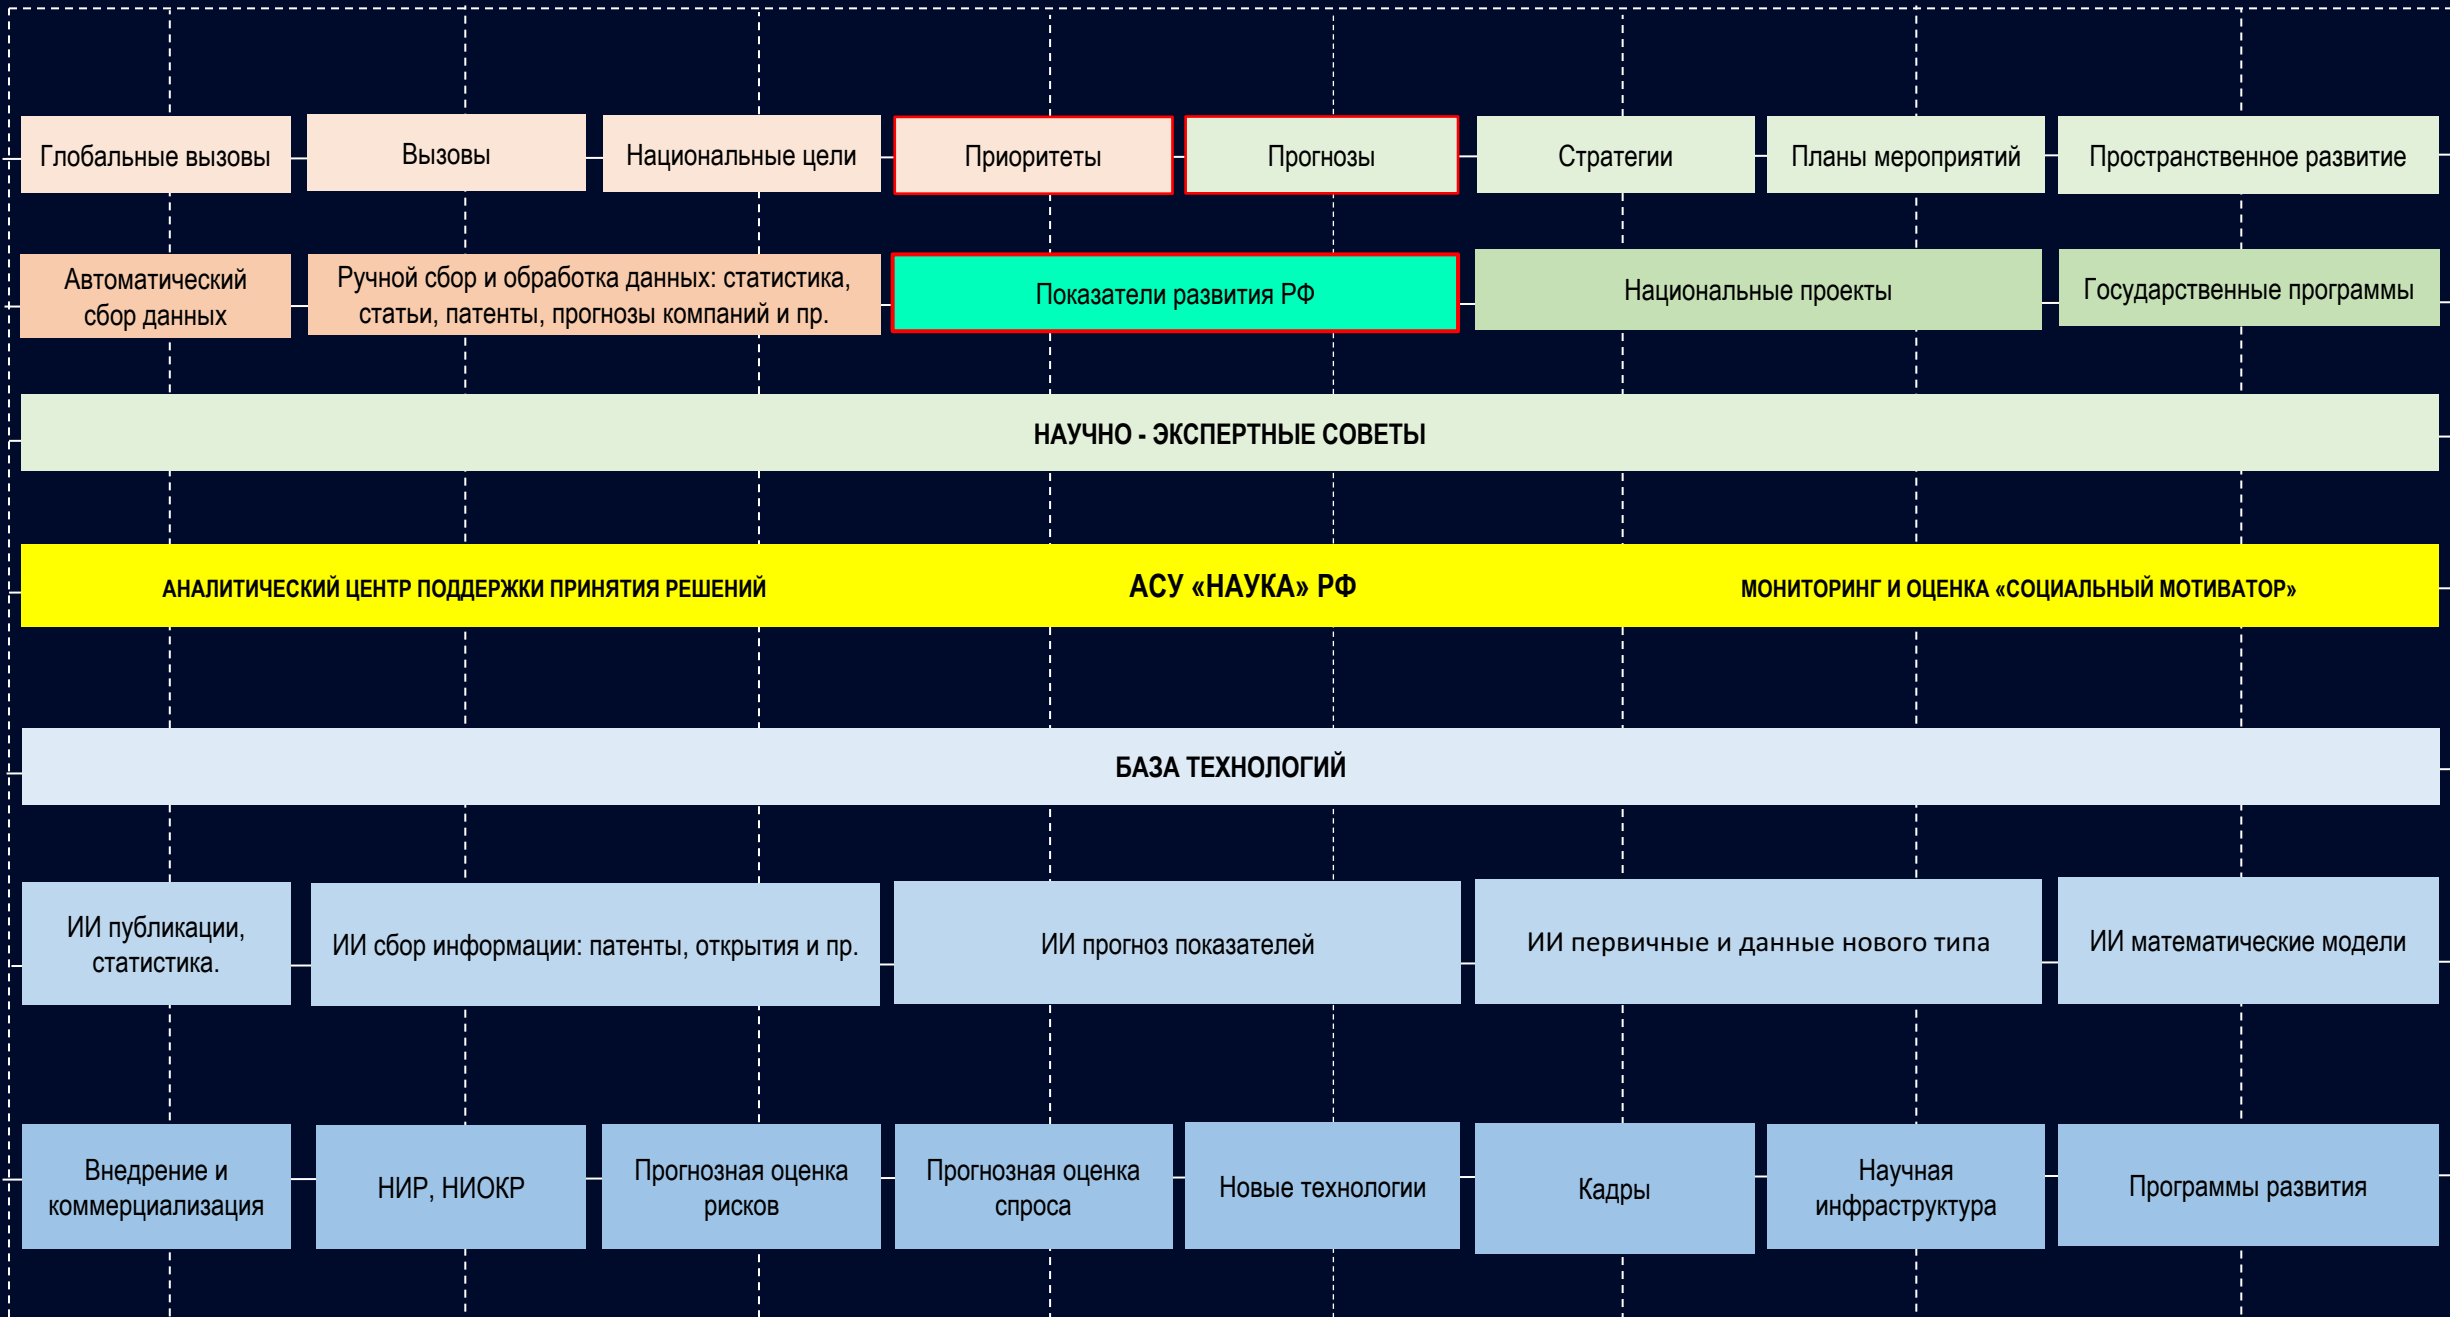 Глобальные вызовы
Вызовы
Национальные цели
Приоритеты
Прогнозы
Стратегии
Планы мероприятий
Пространственное развитие
Автоматический
сбор данных
Ручной сбор и обработка данных: статистика,
статьи, патенты, прогнозы компаний и пр.
Показатели развития РФ
Национальные проекты
Государственные программы
НАУЧНО - ЭКСПЕРТНЫЕ СОВЕТЫ
АНАЛИТИЧЕСКИЙ ЦЕНТР ПОДДЕРЖКИ ПРИНЯТИЯ РЕШЕНИЙ
АСУ «НАУКА» РФ
МОНИТОРИНГ И ОЦЕНКА «СОЦИАЛЬНЫЙ МОТИВАТОР»
БАЗА ТЕХНОЛОГИЙ
ИИ публикации,
статистика.
ИИ сбор информации: патенты, открытия и пр.
ИИ прогноз показателей
ИИ первичные и данные нового типа
ИИ математические модели
Внедрение и
коммерциализация
НИР, НИОКР
Прогнозная оценка
рисков
Прогнозная оценка
спроса
Новые технологии
Кадры
Научная
инфраструктура
Программы развития